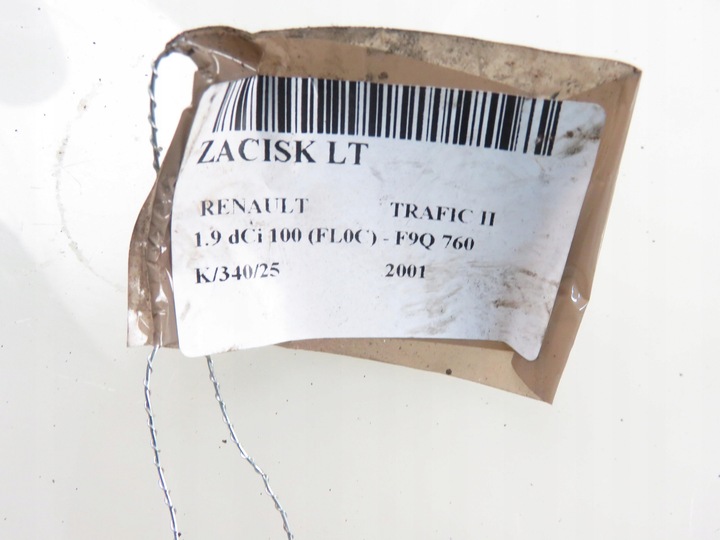 ZACISK LT
RENAULT TRAFIC II
1.9 dCi 100 (FL0C) - F9Q 760
K/340/25 2001